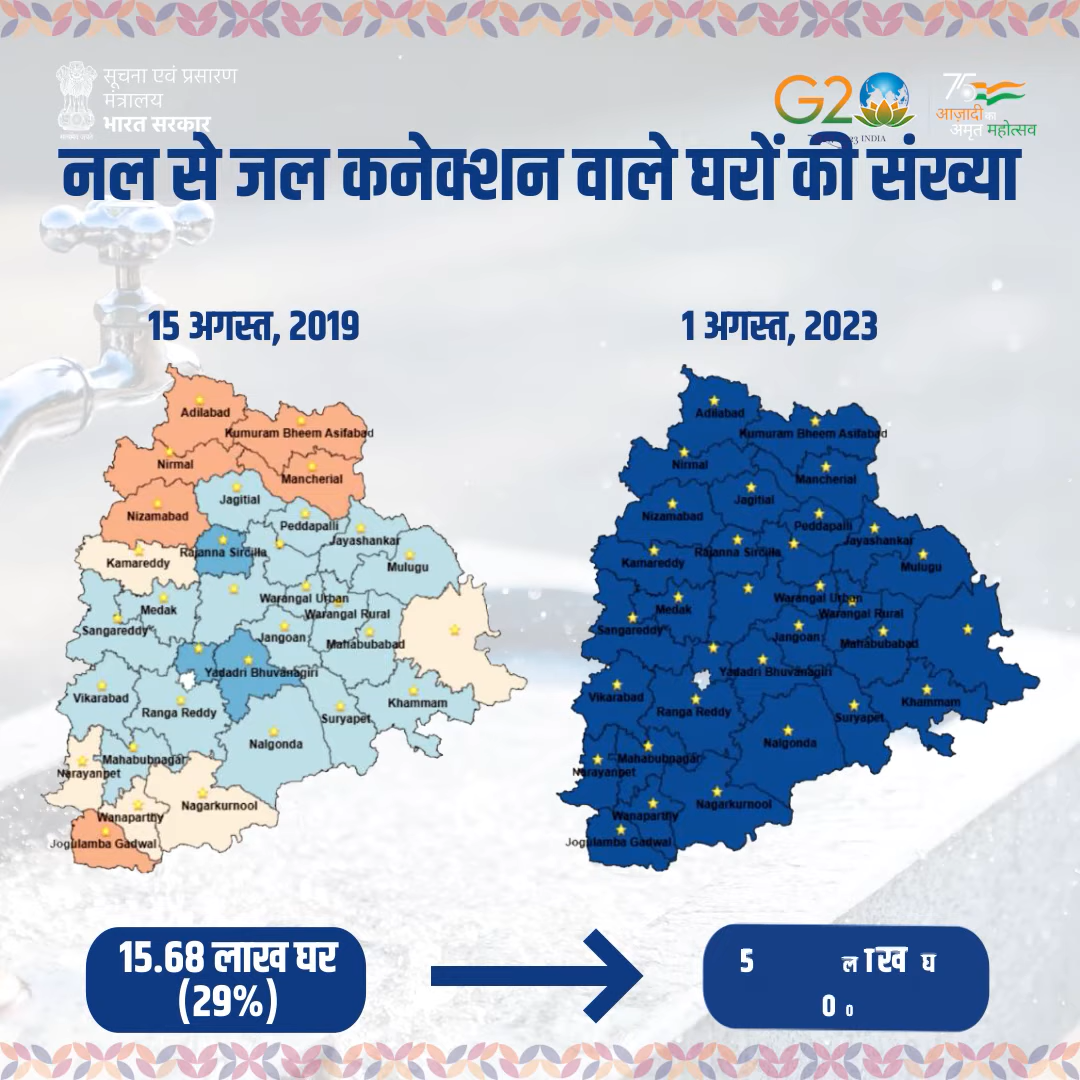 सूचना एवं प्रसारण
मंत्रालय
भारत सरकार
G20
INDIA
75
आज़ादी का
अमृत महोत्सव
नल से जल कनेक्शन वाले घरों की संख्या
15 अगस्त, 2019
Adilabad
Kumuram Bheem Asifabad
Nirmal
Mancherial
Jagitial
Nizamabad
Peddapalli
Jayashankar
Rajanna Sircilla
Kamareddy
Mulugu
Warangal Urban
Medak
Warangal Rural
Sangareddy
Jangoan
Mahabubabad
Yadadri Bhuvanagiri
Vikarabad
Khammam
Ranga Reddy
Suryapet
Nalgonda
Mahabubnagar
Narayanpet
Nagarkurnool
Wanaparthy
Jogulamba Gadwal
15.68 लाख घर
(29%)
1 अगस्त, 2023
Adilabad
Kumuram Bheem Asifabad
Nirmal
Mancherial
Jagitial
Nizamabad
Peddapalli
Jayashankar
Rajanna Sircilla
Kamareddy
Mulugu
Warangal Urban
Medak
Warangal Rural
Sangareddy
Jangoan
Mahabubabad
Yadadri Bhuvanagiri
Vikarabad
Khammam
Ranga Reddy
Suryapet
Nalgonda
Mahabubnagar
Narayanpet
Nagarkurnool
Wanaparthy
Jogulamba Gadwal
5 लाख घ
0 0